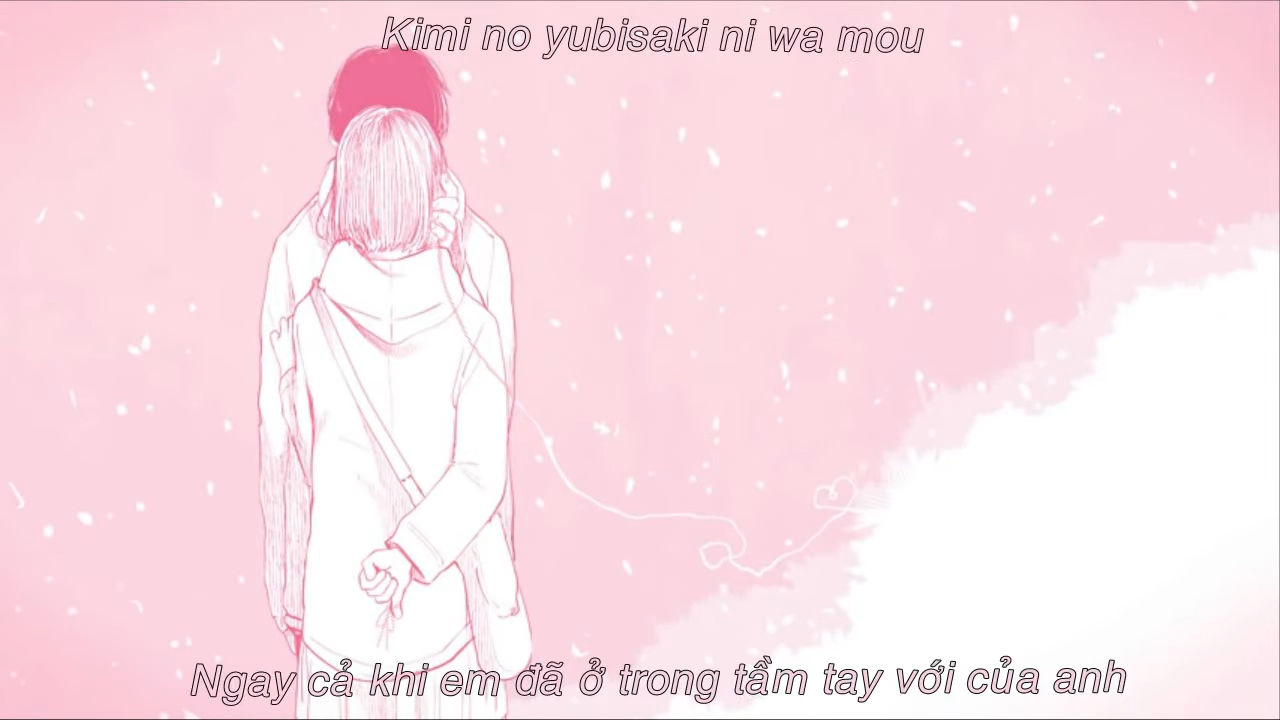 Kimi no yubisaki ni wa mou
Ngay cả khi em đã ở trong tầm tay với của anh